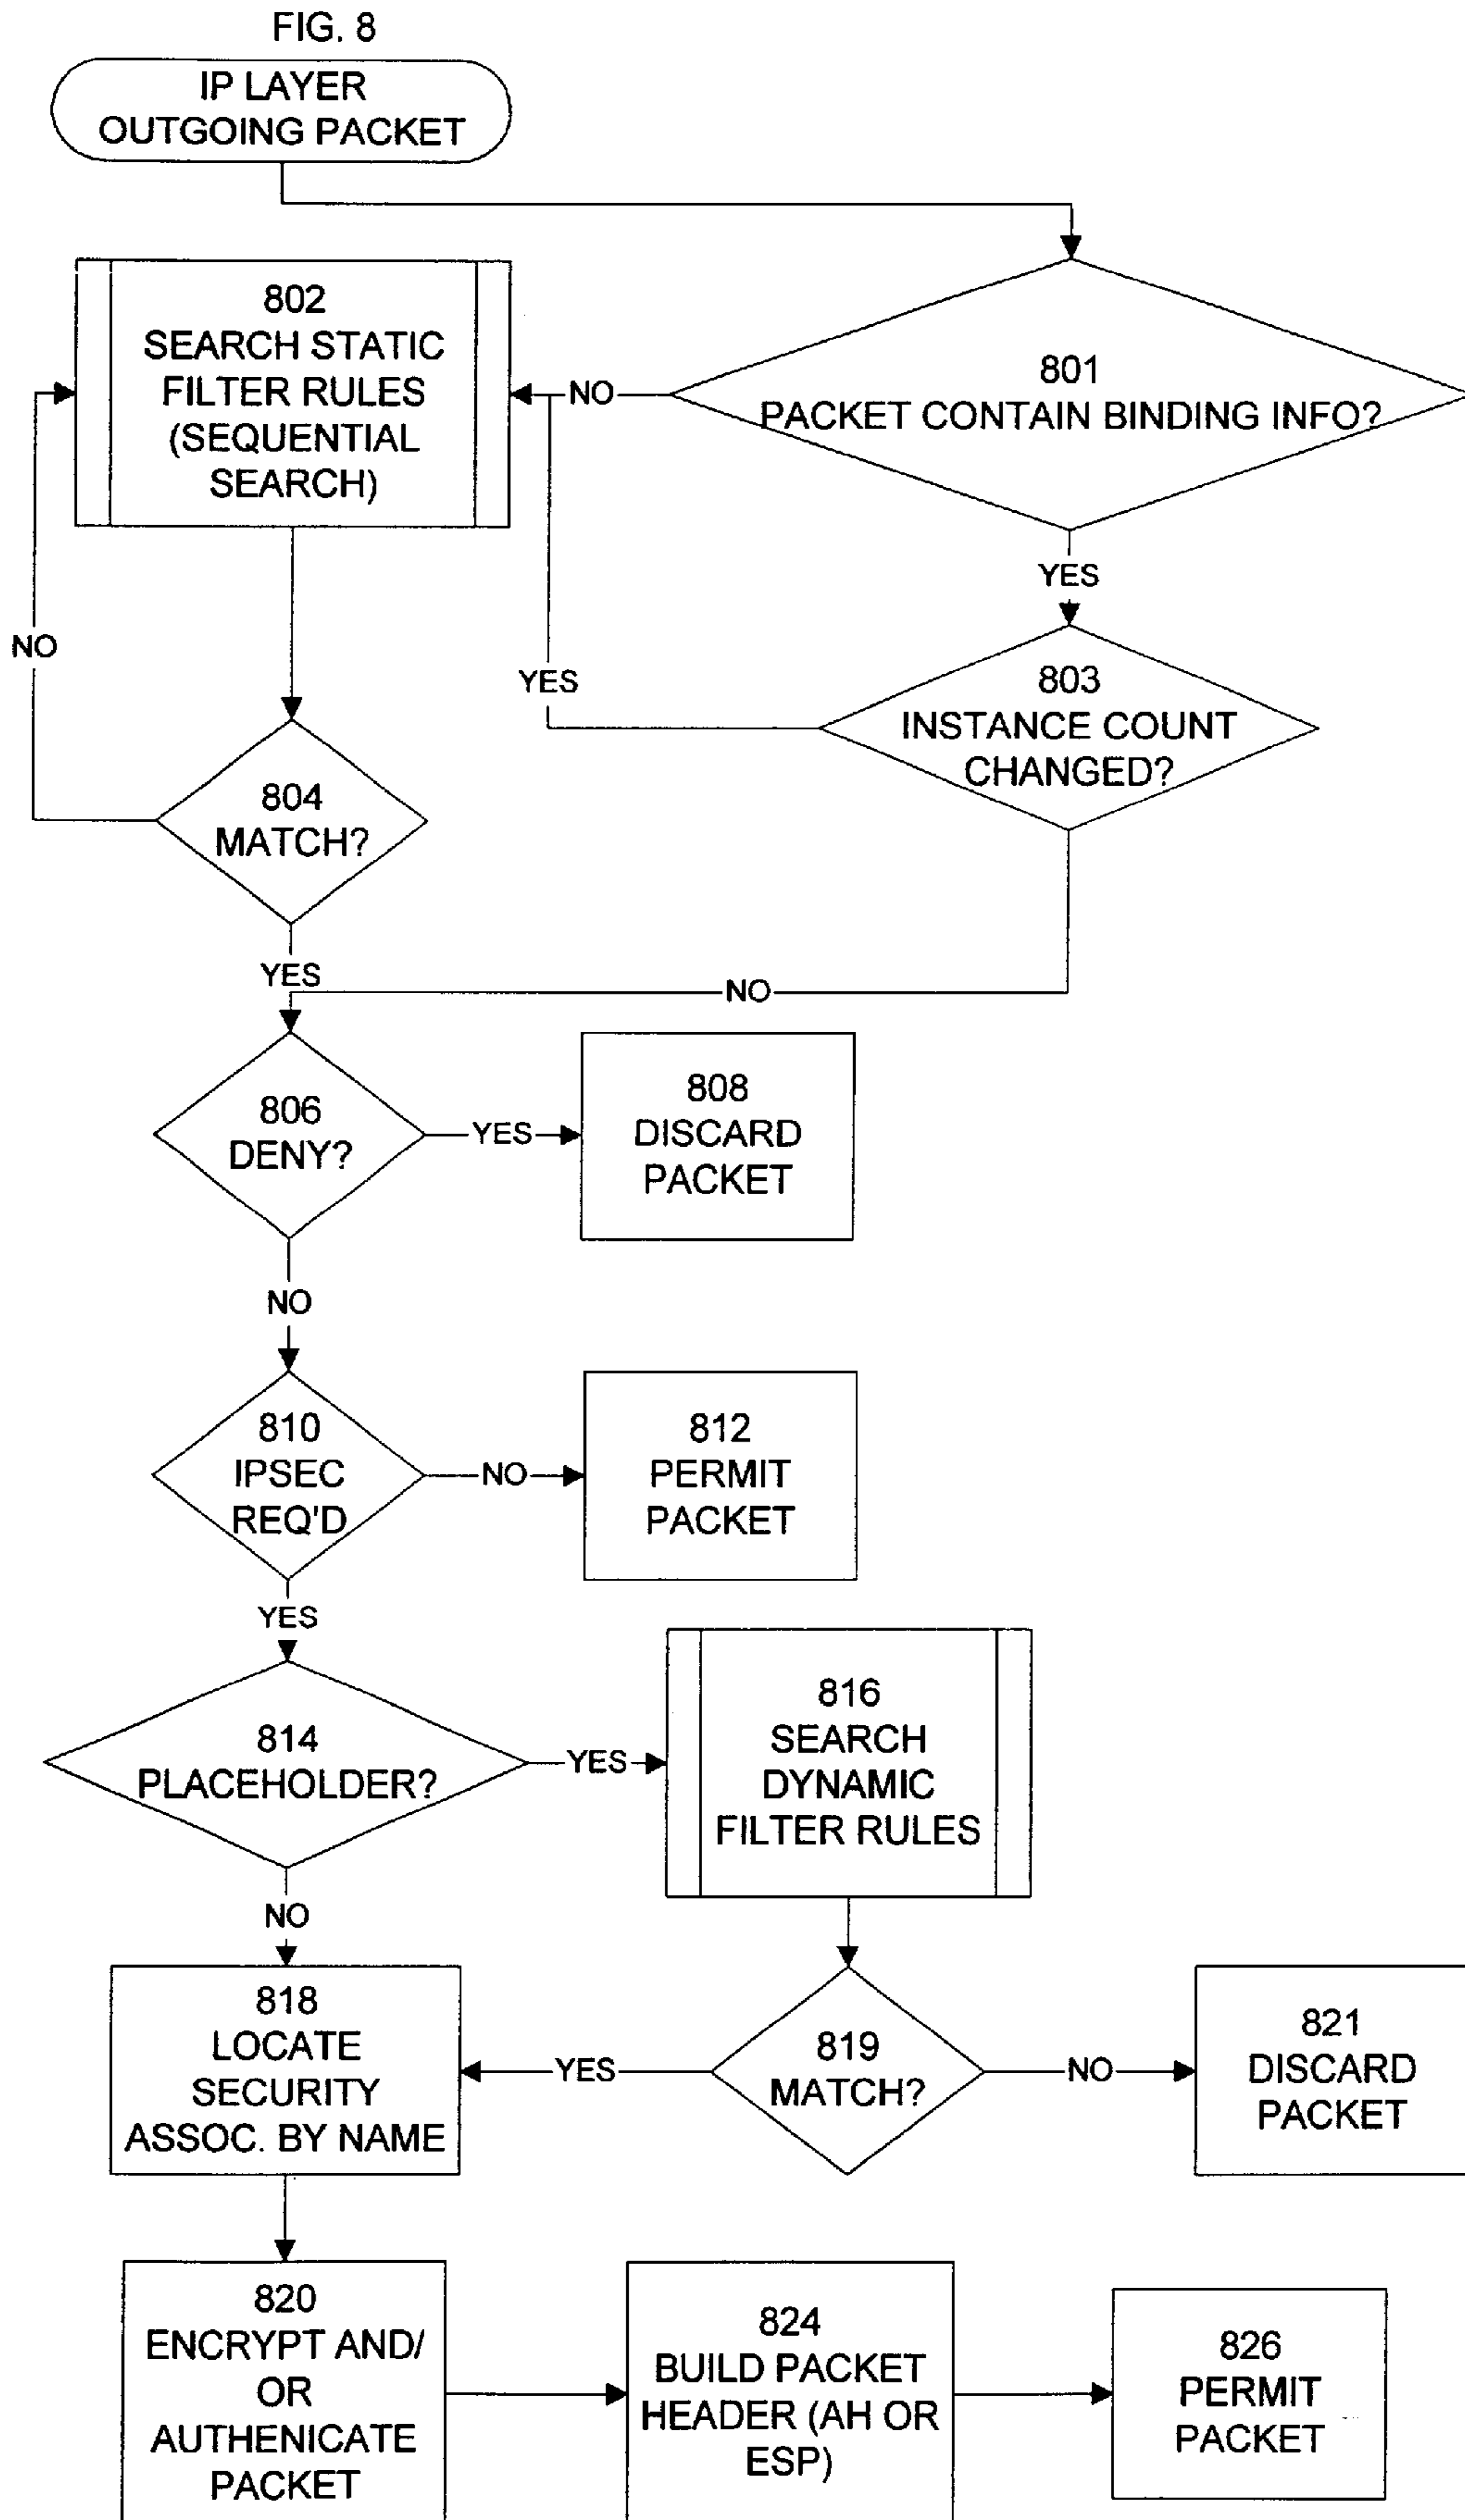 FIG. 8
IP LAYER
OUTGOING PACKET
802
SEARCH STATIC
FILTER RULES
(SEQUENTIAL
SEARCH)
NO
801
PACKET CONTAIN BINDING INFO?
YES
NO
YES
803
INSTANCE COUNT
CHANGED?
804
MATCH?
YES
NO
806
DENY?
YES
808
DISCARD
PACKET
NO
810
IPSEC
REQ'D
NO
812
PERMIT
PACKET
YES
814
PLACEHOLDER?
YES
816
SEARCH
DYNAMIC
FILTER RULES
NO
818
LOCATE
SECURITY
ASSOC. BY NAME
YES
819
MATCH?
NO
821
DISCARD
PACKET
820
ENCRYPT AND/
OR
AUTHENICATE
PACKET
824
BUILD PACKET
HEADER (AH OR
ESP)
826
PERMIT
PACKET